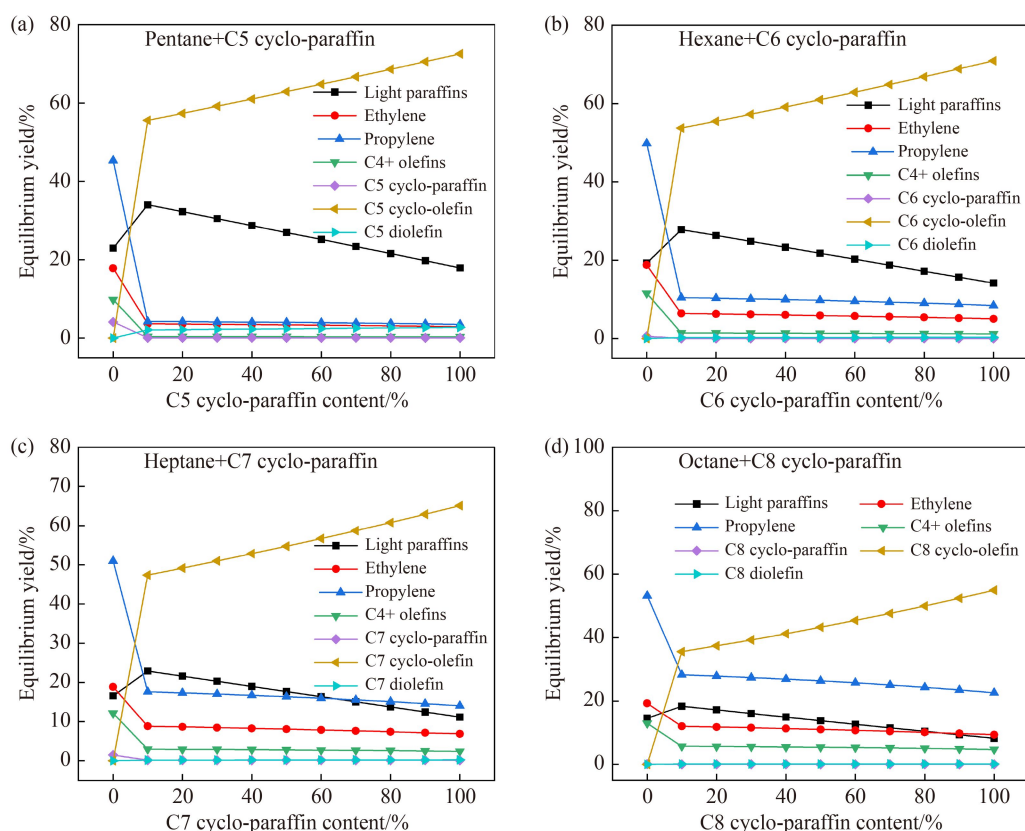 (a)
Pentane+C5 cyclo-paraffin
Light paraffins
Ethylene
Propylene
C4+ olefins
C5 cyclo-paraffin
C5 cyclo-olefin
C5 diolefin
Equilibrium yield/%
80
60
40
20
0
0 20 40 60 80 100
C5 cyclo-paraffin content/%
(b)
Hexane+C6 cyclo-paraffin
Light paraffins
Ethylene
Propylene
C4+ olefins
C6 cyclo-paraffin
C6 cyclo-olefin
C6 diolefin
Equilibrium yield/%
80
60
40
20
0
0 20 40 60 80 100
C6 cyclo-paraffin content/%
(c)
Heptane+C7 cyclo-paraffin
Light paraffins
Ethylene
Propylene
C4+ olefins
C7 cyclo-paraffin
C7 cyclo-olefin
C7 diolefin
Equilibrium yield/%
80
70
60
50
40
30
20
10
0
0 20 40 60 80 100
C7 cyclo-paraffin content/%
(d)
Octane+C8 cyclo-paraffin
Light paraffins Ethylene
Propylene C4+ olefins
C8 cyclo-paraffin C8 cyclo-olefin
C8 diolefin
Equilibrium yield/%
100
80
60
40
20
0
0 20 40 60 80 100
C8 cyclo-paraffin content/%